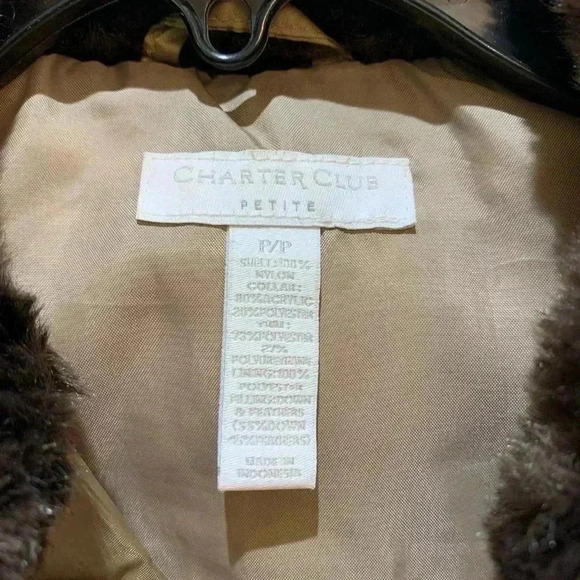 CHARTER CLUB
PETITE
P/P
SHELL: 100%
NYLON
COLLAR:
80% ACRYLIC
20% POLYESTER
TRIM:
73% POLYESTER
27%
POLYURETHANE
LINING: 100%
POLYESTER
FILLING: DOWN
& FEATHERS
(55% DOWN
45% FEATHERS)
MADE IN
INDONESIA